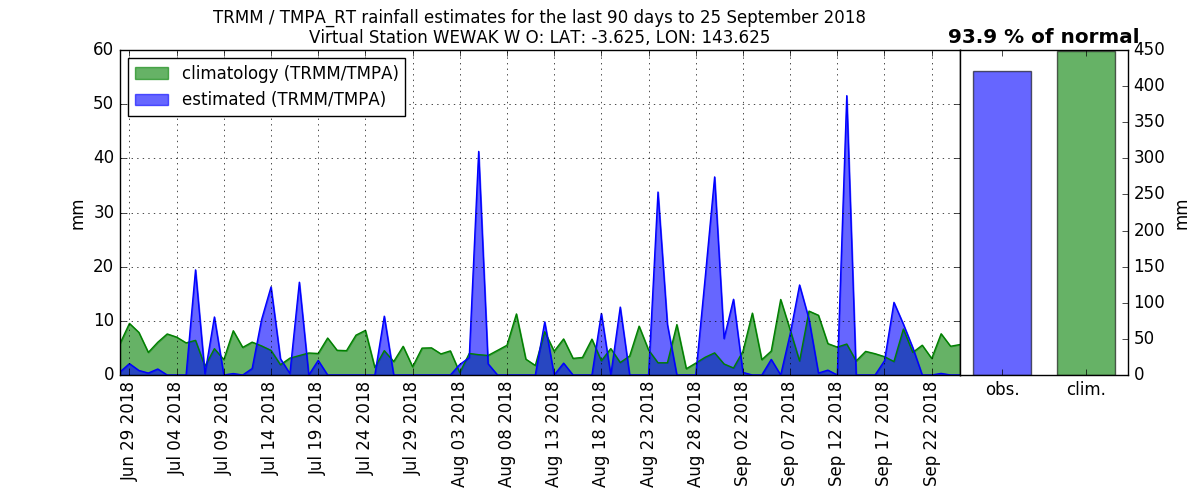 TRMM / TMPA_RT rainfall estimates for the last 90 days to 25 September 2018
Virtual Station WEWAK W O: LAT: -3.625, LON: 143.625
93.9 % of normal
climatology (TRMM/TMPA)
estimated (TRMM/TMPA)
60
50
40
30
20
10
0
mm
450
400
350
300
250
200
150
100
50
0
mm
obs.
clim.
Jun 29 2018
Jul 04 2018
Jul 09 2018
Jul 14 2018
Jul 19 2018
Jul 24 2018
Jul 29 2018
Aug 03 2018
Aug 08 2018
Aug 13 2018
Aug 18 2018
Aug 23 2018
Aug 28 2018
Sep 02 2018
Sep 07 2018
Sep 12 2018
Sep 17 2018
Sep 22 2018